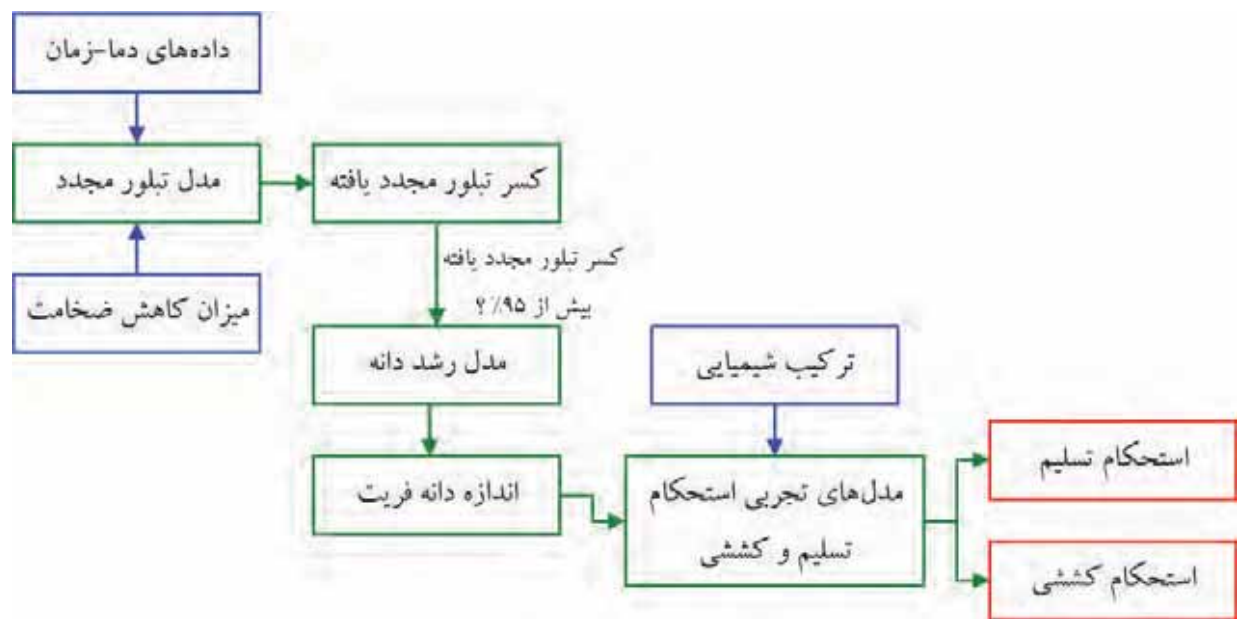 داده‌های دما-زمان
مدل تبلور مجدد
کسر تبلور مجدد یافته
کسر تبلور مجدد یافته
بیش از ۹۵٪؟
میزان کاهش ضخامت
مدل رشد دانه
ترکیب شیمیایی
اندازه دانه فریت
مدل‌های تجربی استحکام
تسلیم و کششی
استحکام تسلیم
استحکام کششی